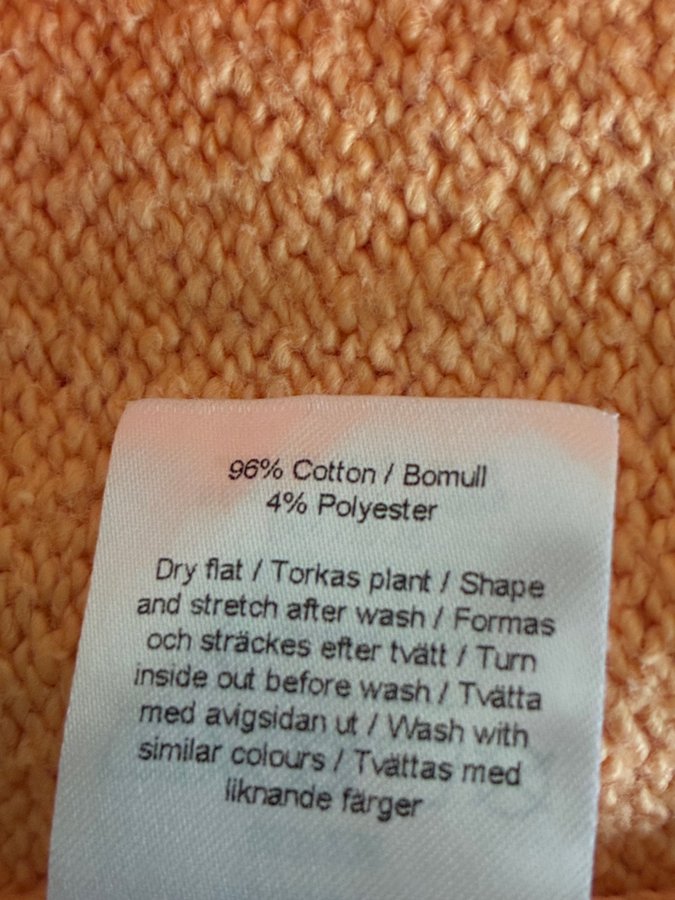 96% Cotton / Bomull
4% Polyester
Dry flat / Torkas plant / Shape
and stretch after wash / Formas
och sträckes efter tvätt / Turn
inside out before wash / Tvätta
med avigsidan ut / Wash with
similar colours / Tvättas med
liknande färger